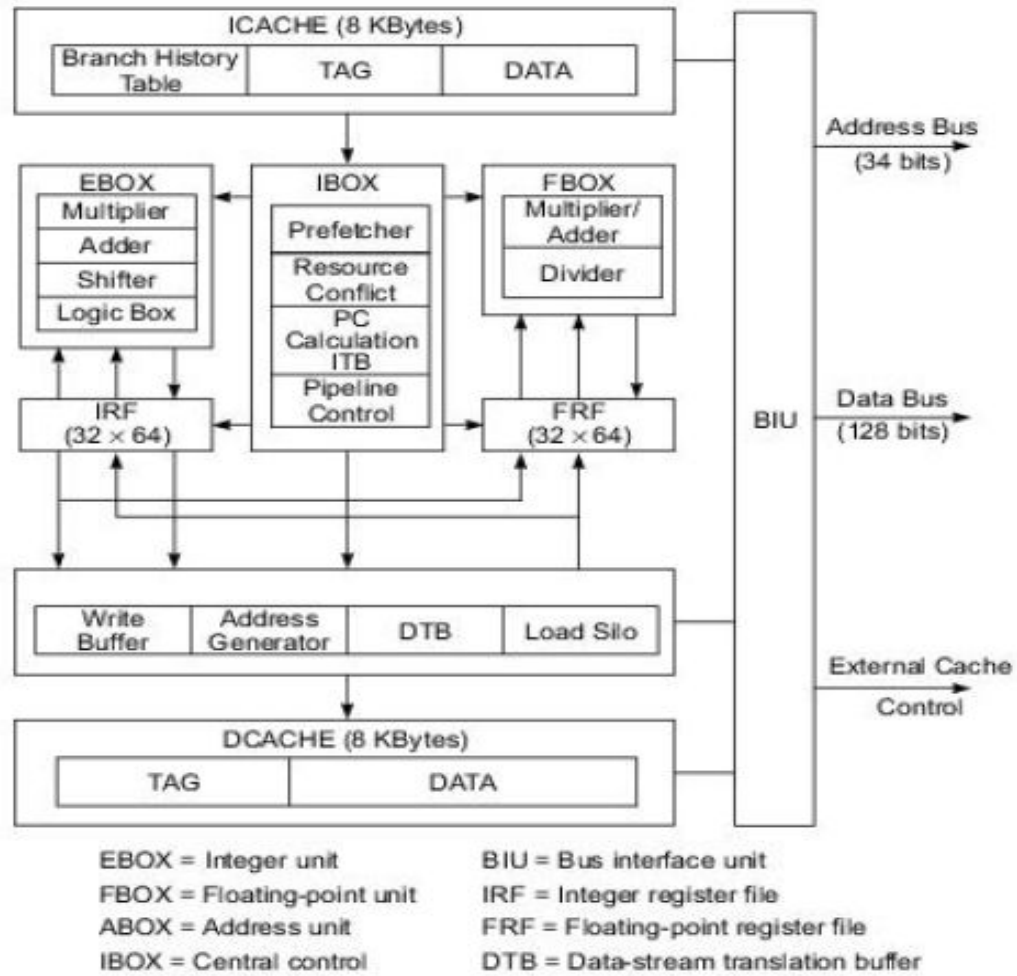 ICACHE (8 KBytes)
Branch History
Table
TAG
DATA
EBOX
Multiplier
Adder
Shifter
Logic Box
IBOX
Prefetcher
Resource
Conflict
PC
Calculation
ITB
Pipeline
Control
FBOX
Multiplier/
Adder
Divider
IRF
(32 × 64)
FRF
(32 × 64)
Write
Buffer
Address
Generator
DTB
Load Silo
DCACHE (8 KBytes)
TAG
DATA
BIU
Address Bus
(34 bits)
Data Bus
(128 bits)
External Cache
Control
EBOX = Integer unit
FBOX = Floating-point unit
ABOX = Address unit
IBOX = Central control
BIU = Bus interface unit
IRF = Integer register file
FRF = Floating-point register file
DTB = Data-stream translation buffer